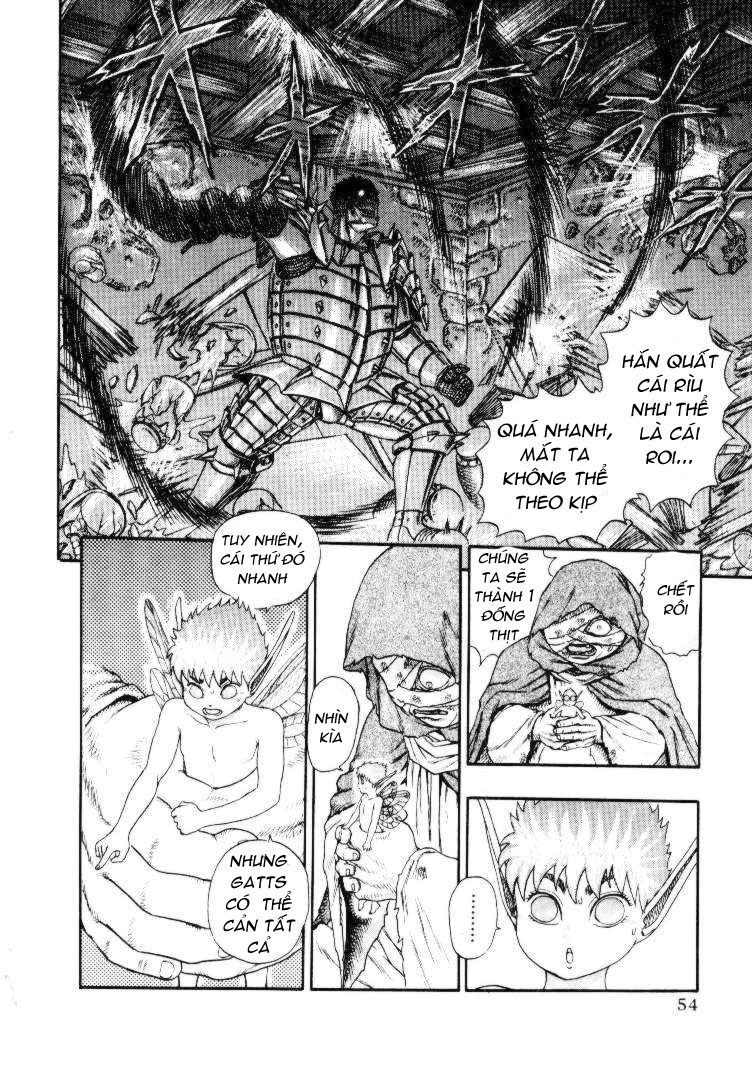 HẮN QUẤT
CÁI RÌU
NHƯ THỂ
LÀ CÁI
ROI...
QUÁ NHANH,
MẮT TA
KHÔNG THỂ
THEO KỊP
CHẾT
RỒI
CHÚNG
TA SẼ
THÀNH 1
ĐỐNG
THỊT
.........
NHÌN
KÌA
TUY NHIÊN,
CÁI THỨ ĐÓ
NHANH
NHƯNG
GATTS
CÓ THỂ
CẢN TẤT
CẢ
54